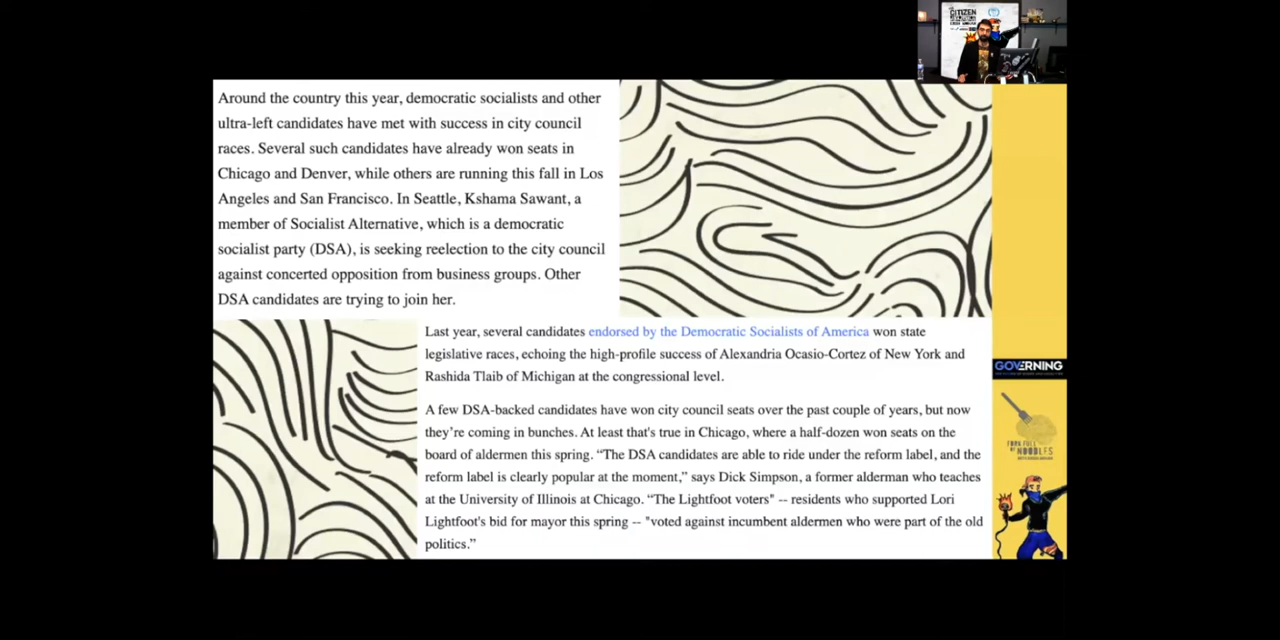 CITIZEN
Around the country this year, democratic socialists and other
ultra-left candidates have met with success in city council
races. Several such candidates have already won seats in
Chicago and Denver, while others are running this fall in Los
Angeles and San Francisco. In Seattle, Kshama Sawant, a
member of Socialist Alternative, which is a democratic
socialist party (DSA), is seeking reelection to the city council
against concerted opposition from business groups. Other
DSA candidates are trying to join her.
Last year, several candidates endorsed by the Democratic Socialists of America won state
legislative races, echoing the high-profile success of Alexandria Ocasio-Cortez of New York and
Rashida Tlaib of Michigan at the congressional level.
A few DSA-backed candidates have won city council seats over the past couple of years, but now
they're coming in bunches. At least that's true in Chicago, where a half-dozen won seats on the
board of aldermen this spring. “The DSA candidates are able to ride under the reform label, and the
reform label is clearly popular at the moment,” says Dick Simpson, a former alderman who teaches
at the University of Illinois at Chicago. “The Lightfoot voters" -- residents who supported Lori
Lightfoot's bid for mayor this spring -- "voted against incumbent aldermen who were part of the old
politics.”
GOVERNING
FORK FULL
OF NOODLES